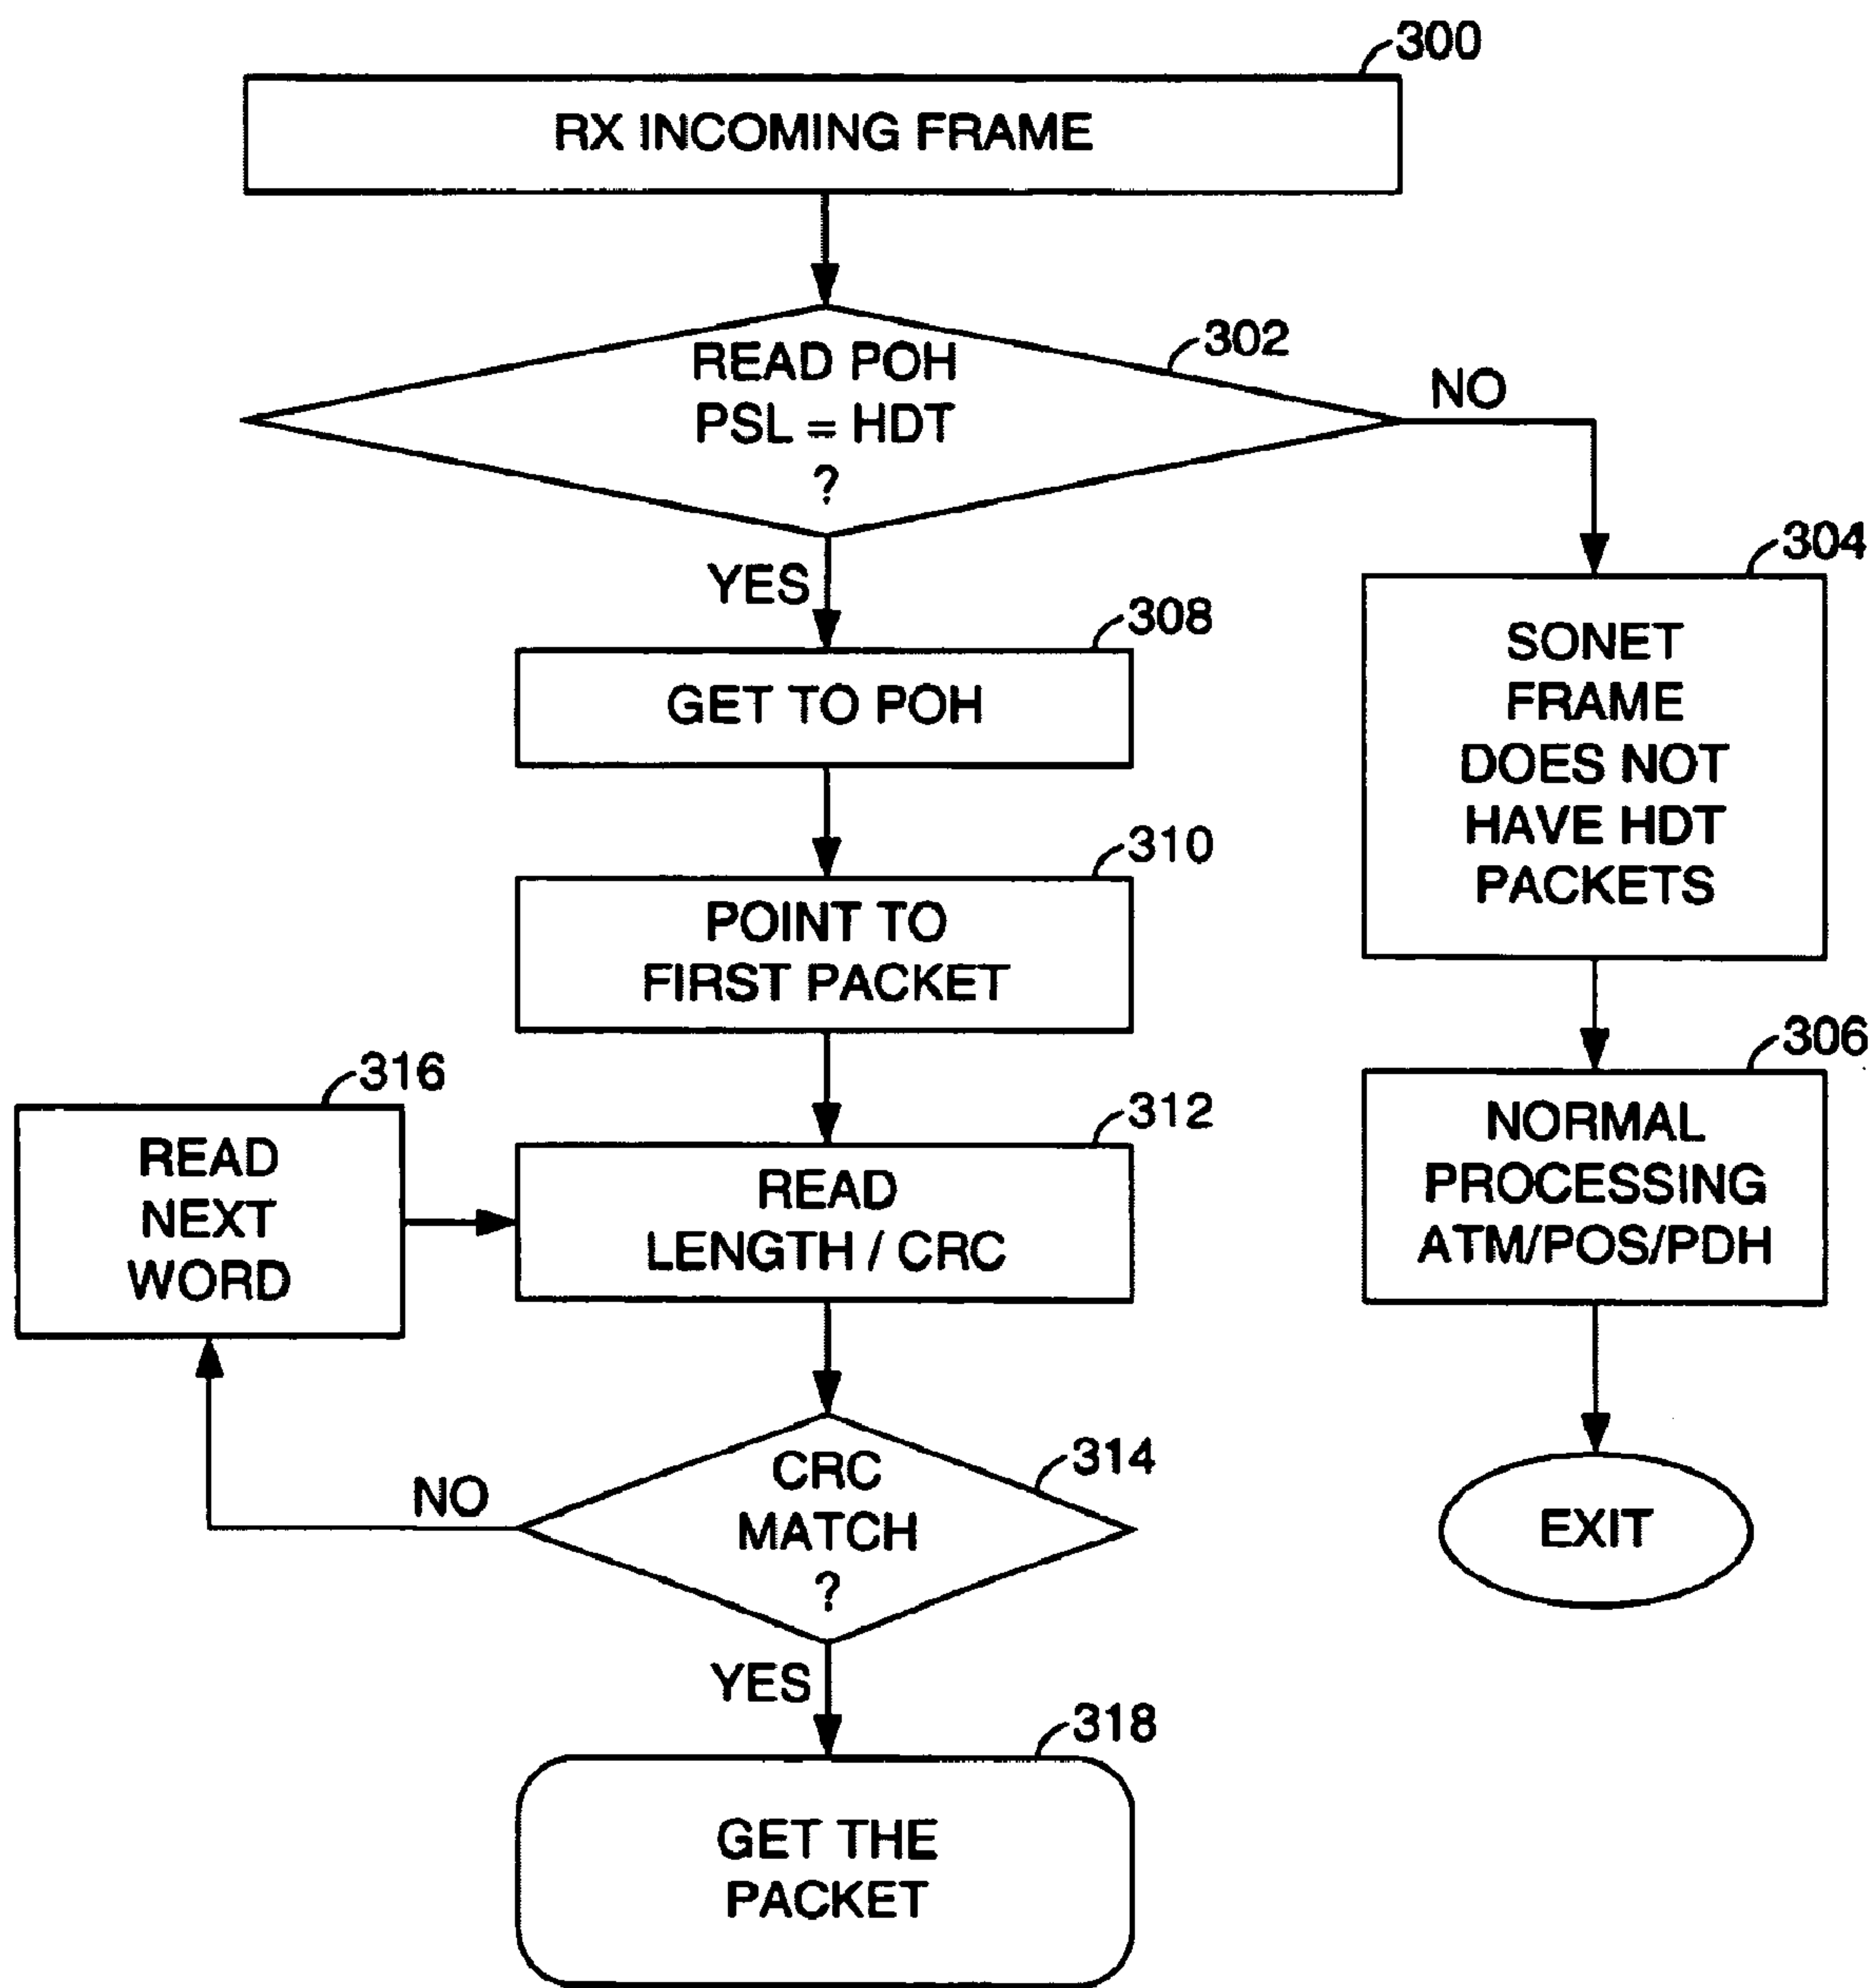 300
RX INCOMING FRAME
302
READ POH
PSL = HDT
?
NO
YES
304
SONET
FRAME
DOES NOT
HAVE HDT
PACKETS
308
GET TO POH
310
POINT TO
FIRST PACKET
306
NORMAL
PROCESSING
ATM/POS/PDH
316
READ
NEXT
WORD
312
READ
LENGTH / CRC
314
CRC
MATCH
?
NO
EXIT
YES
318
GET THE
PACKET